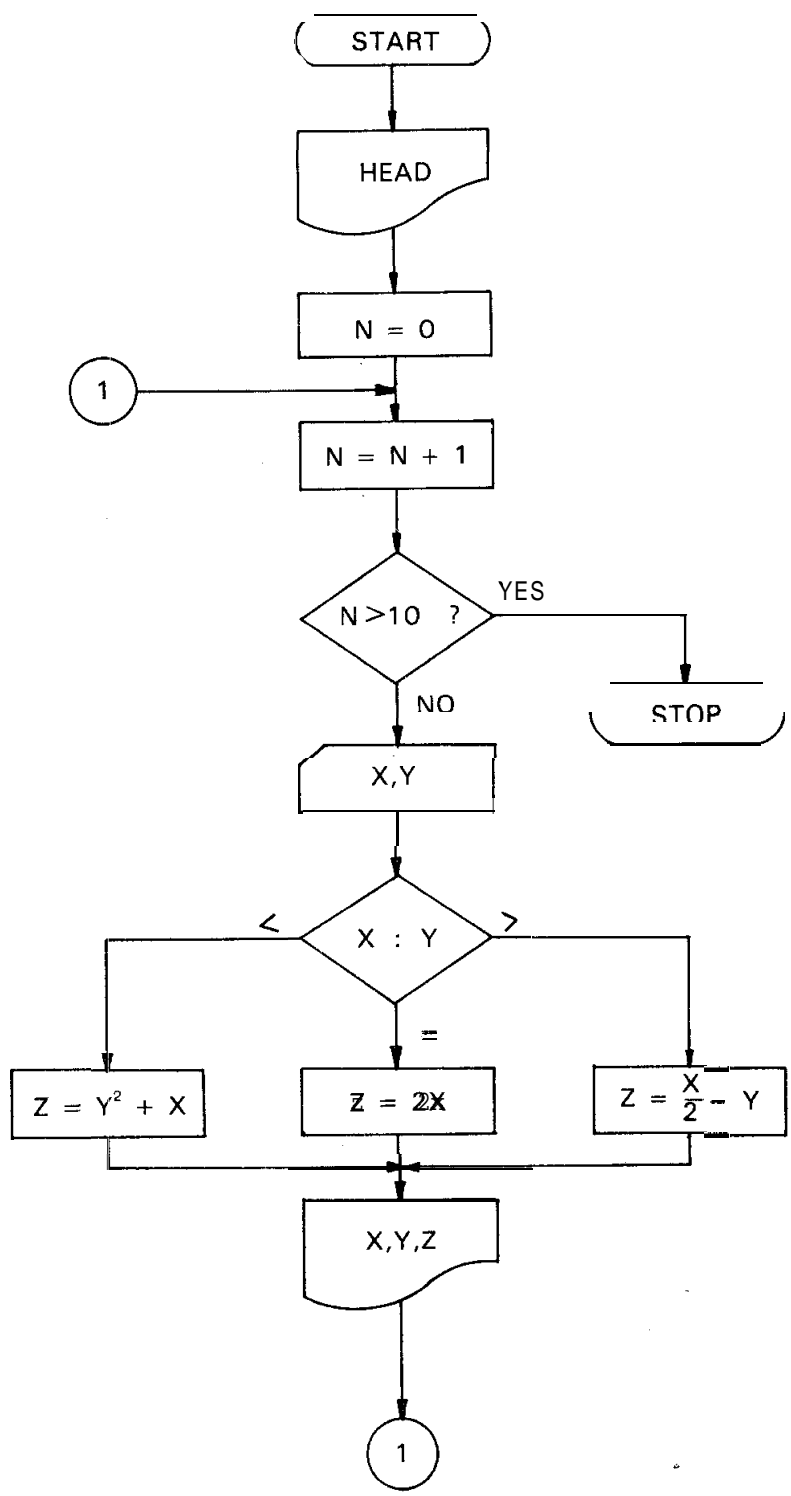 START
HEAD
N = 0
1
N = N + 1
N>10 ?
YES
NO
STOP
X,Y
<
X : Y
>
=
Z = Y² + X
Z = 2X
Z = X/2 - Y
X,Y,Z
1